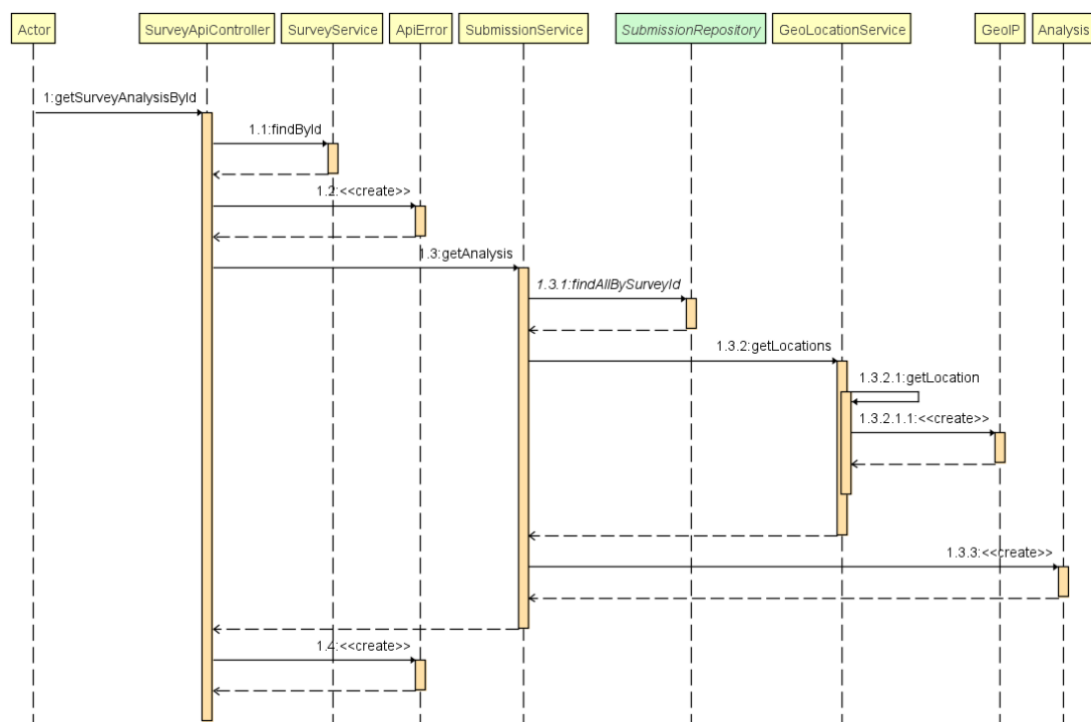 Actor
SurveyApiController
SurveyService
ApiError
SubmissionService
SubmissionRepository
GeoLocationService
GeoIP
Analysis
1:getSurveyAnalysisById
1.1:findById
1.2:<<create>>
1.3:getAnalysis
1.3.1:findAllBySurveyId
1.3.2:getLocations
1.3.2.1:getLocation
1.3.2.1.1:<<create>>
1.3.3:<<create>>
1.4:<<create>>